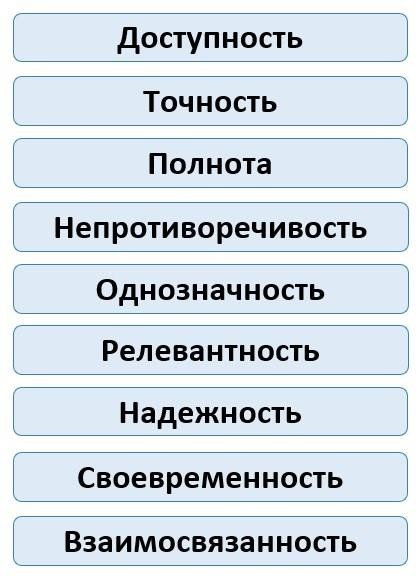 Доступность
Точность
Полнота
Непротиворечивость
Однозначность
Релевантность
Надежность
Своевременность
Взаимосвязанность